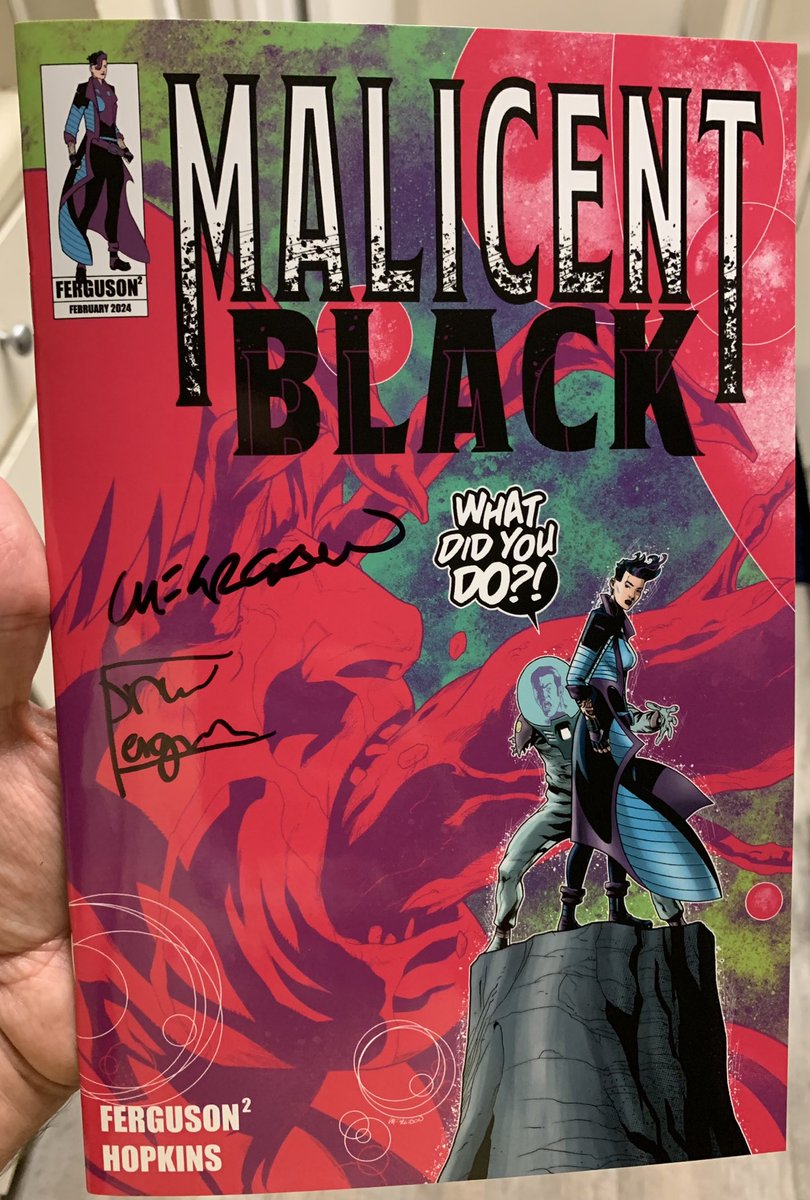 MALICENT
BLACK
FERGUSON²
FEBRUARY 2024
WHAT
DID YOU
DO?!
FERGUSON²
HOPKINS